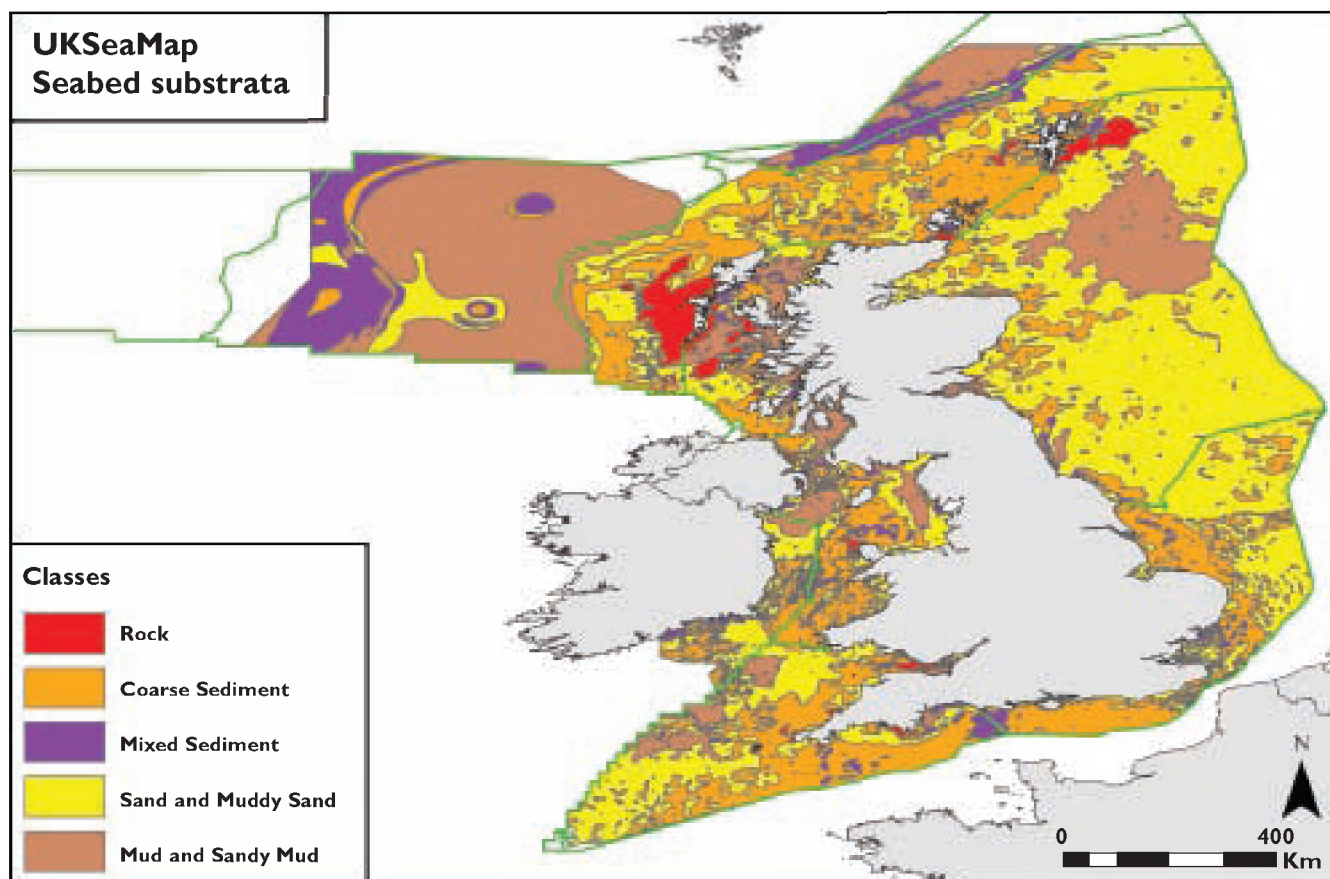 UKSeaMap
Seabed substrata
Classes
Rock
Coarse Sediment
Mixed Sediment
Sand and Muddy Sand
Mud and Sandy Mud
N
0 400
Km